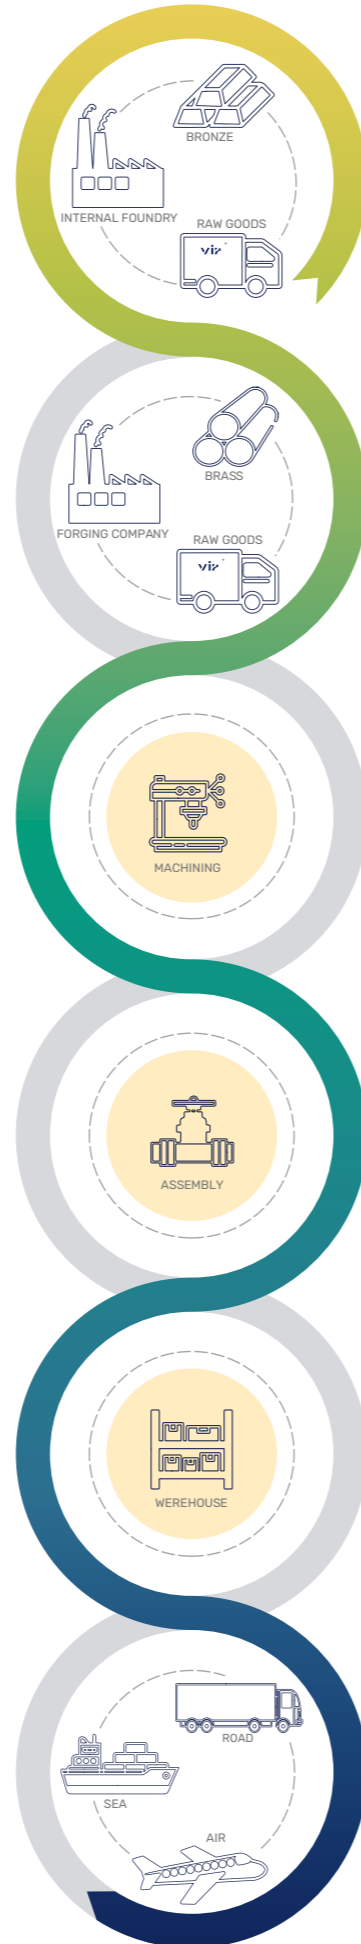 BRONZE
INTERNAL FOUNDRY
RAW GOODS
vir
BRASS
FORGING COMPANY
RAW GOODS
vir
MACHINING
ASSEMBLY
WEREHOUSE
ROAD
SEA
AIR